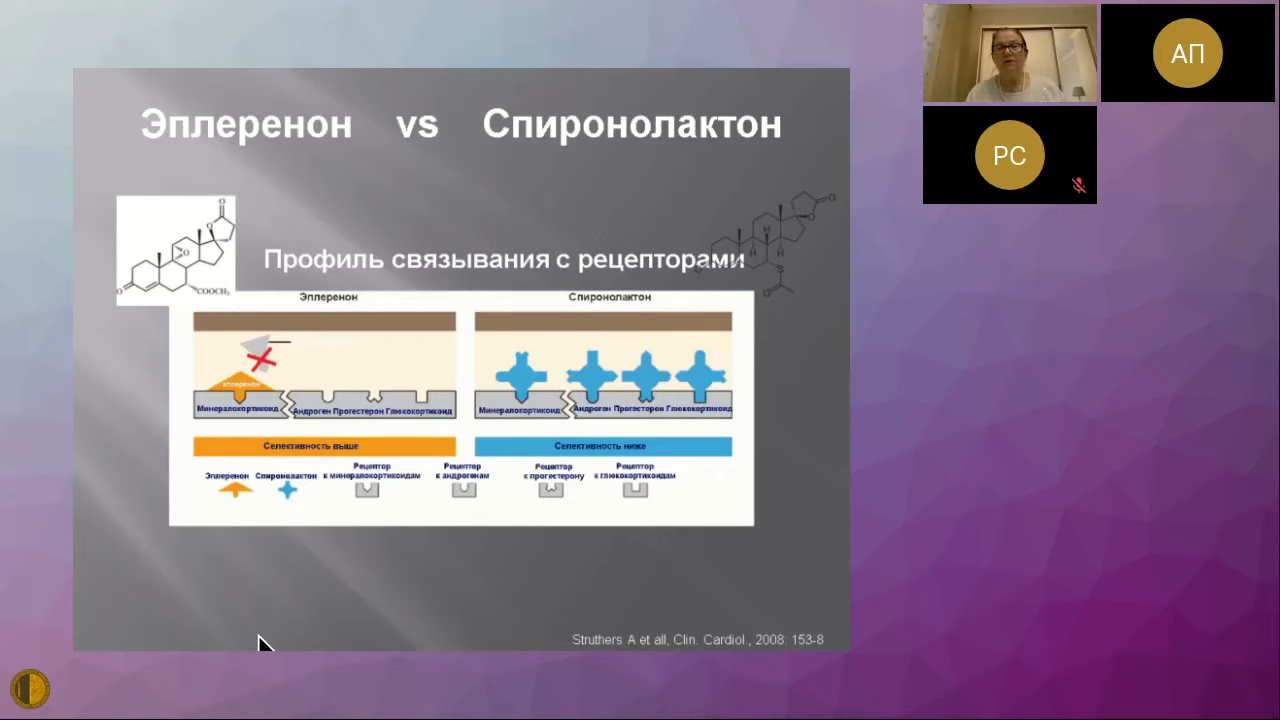 Эплеренон vs Спиронолактон
Профиль связывания с рецепторами
O
O
O
O
COOCH₃
O
O
H
H
H
S
O
Эплеренон
Спиронолактон
эплеренон
Минералокортикоид
Андроген Прогестерон Глюкокортикоид
Минералокортикоид
Андроген Прогестерон Глюкокортикоид
Селективность выше
Селективность ниже
Эплеренон
Спиронолактон
Рецептор
к минералокортикоидам
Рецептор
к андрогенам
Рецептор
к прогестерону
Рецептор
к глюкокортикоидам
Struthers A et all, Clin. Cardiol., 2008: 153-8
АП
РС